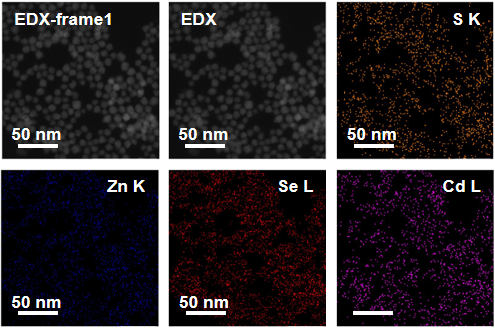 EDX-frame1
50 nm
EDX
50 nm
S K
50 nm
Zn K
50 nm
Se L
50 nm
Cd L